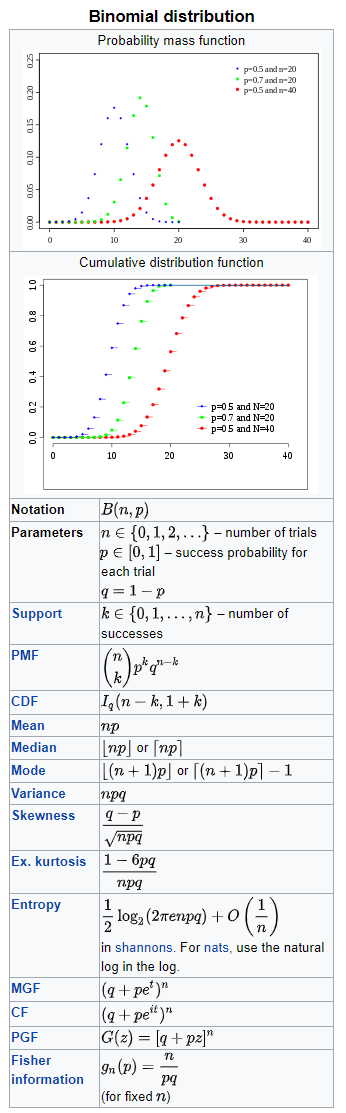 Binomial distribution
Probability mass function
0.25
0.20
0.15
0.10
0.05
0.00
p=0.5 and n=20
p=0.7 and n=20
p=0.5 and n=40
0 10 20 30 40
Cumulative distribution function
1.0
0.8
0.6
0.4
0.2
0.0
p=0.5 and N=20
p=0.7 and N=20
p=0.5 and N=40
0 10 20 30 40
Notation B(n, p)
Parameters n ∈ {0, 1, 2, …} – number of trials
p ∈ [0, 1] – success probability for
each trial
q = 1 − p
Support k ∈ {0, 1, …, n} – number of
successes
PMF (n k) p^k q^{n−k}
CDF I_q(n − k, 1 + k)
Mean np
Median ⌊np⌋ or ⌈np⌉
Mode ⌊(n + 1)p⌋ or ⌈(n + 1)p⌉ − 1
Variance npq
Skewness (q − p)/√npq
Ex. kurtosis (1 − 6pq)/npq
Entropy 1/2 log₂(2πenpq) + O(1/n)
in shannons. For nats, use the natural
log in the log.
MGF (q + pe^t)^n
CF (q + pe^{it})^n
PGF G(z) = [q + pz]^n
Fisher information g_n(p) = n/pq
(for fixed n)